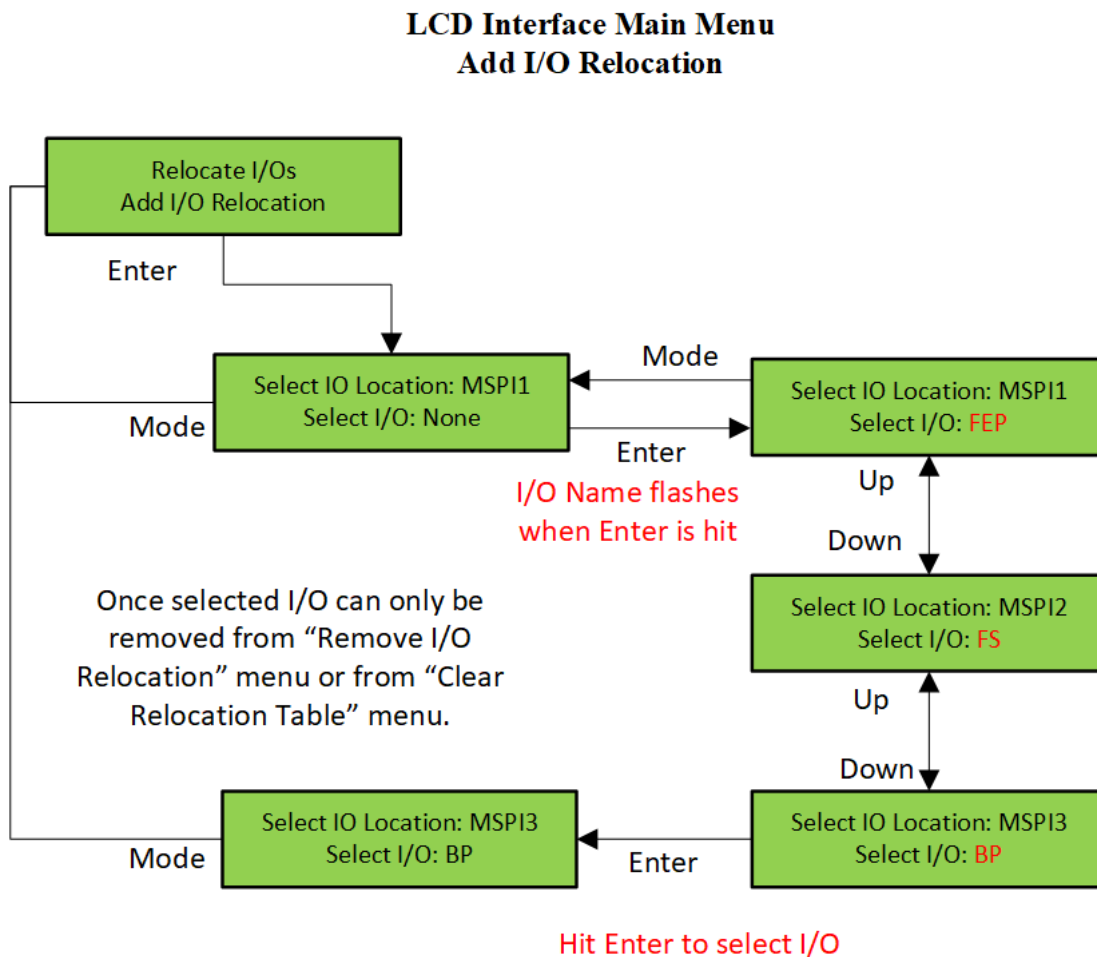 LCD Interface Main Menu
Add I/O Relocation
Relocate I/Os
Add I/O Relocation
Enter
Select IO Location: MSPI1
Select I/O: None
Mode
Mode
Enter
I/O Name flashes
when Enter is hit
Select IO Location: MSPI1
Select I/O: FEP
Up
Down
Select IO Location: MSPI2
Select I/O: FS
Up
Down
Once selected I/O can only be
removed from “Remove I/O
Relocation” menu or from “Clear
Relocation Table” menu.
Select IO Location: MSPI3
Select I/O: BP
Mode
Enter
Select IO Location: MSPI3
Select I/O: BP
Hit Enter to select I/O